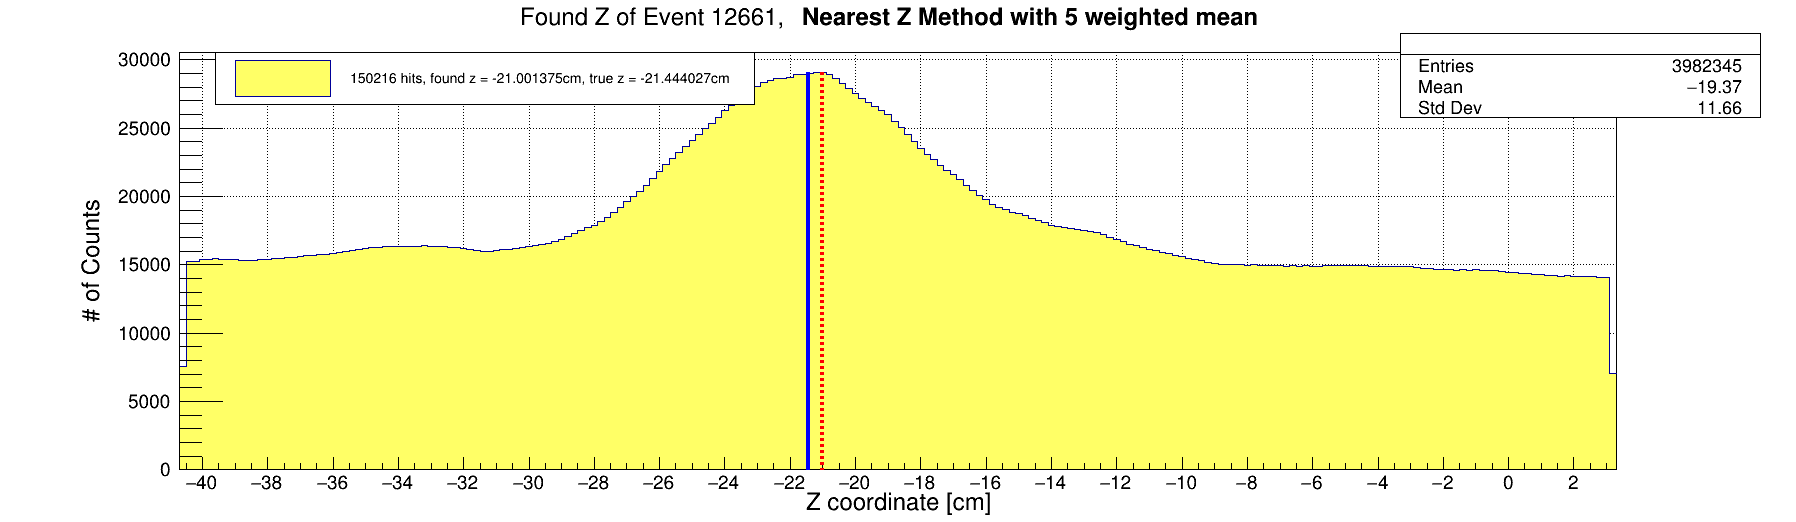 Found Z of Event 12661, Nearest Z Method with 5 weighted mean
150216 hits, found z = -21.001375cm, true z = -21.444027cm
Entries 3982345
Mean −19.37
Std Dev 11.66
# of Counts
30000
25000
20000
15000
10000
5000
0
−40 −38 −36 −34 −32 −30 −28 −26 −24 −22 −20 −18 −16 −14 −12 −10 −8 −6 −4 −2 0 2
Z coordinate [cm]